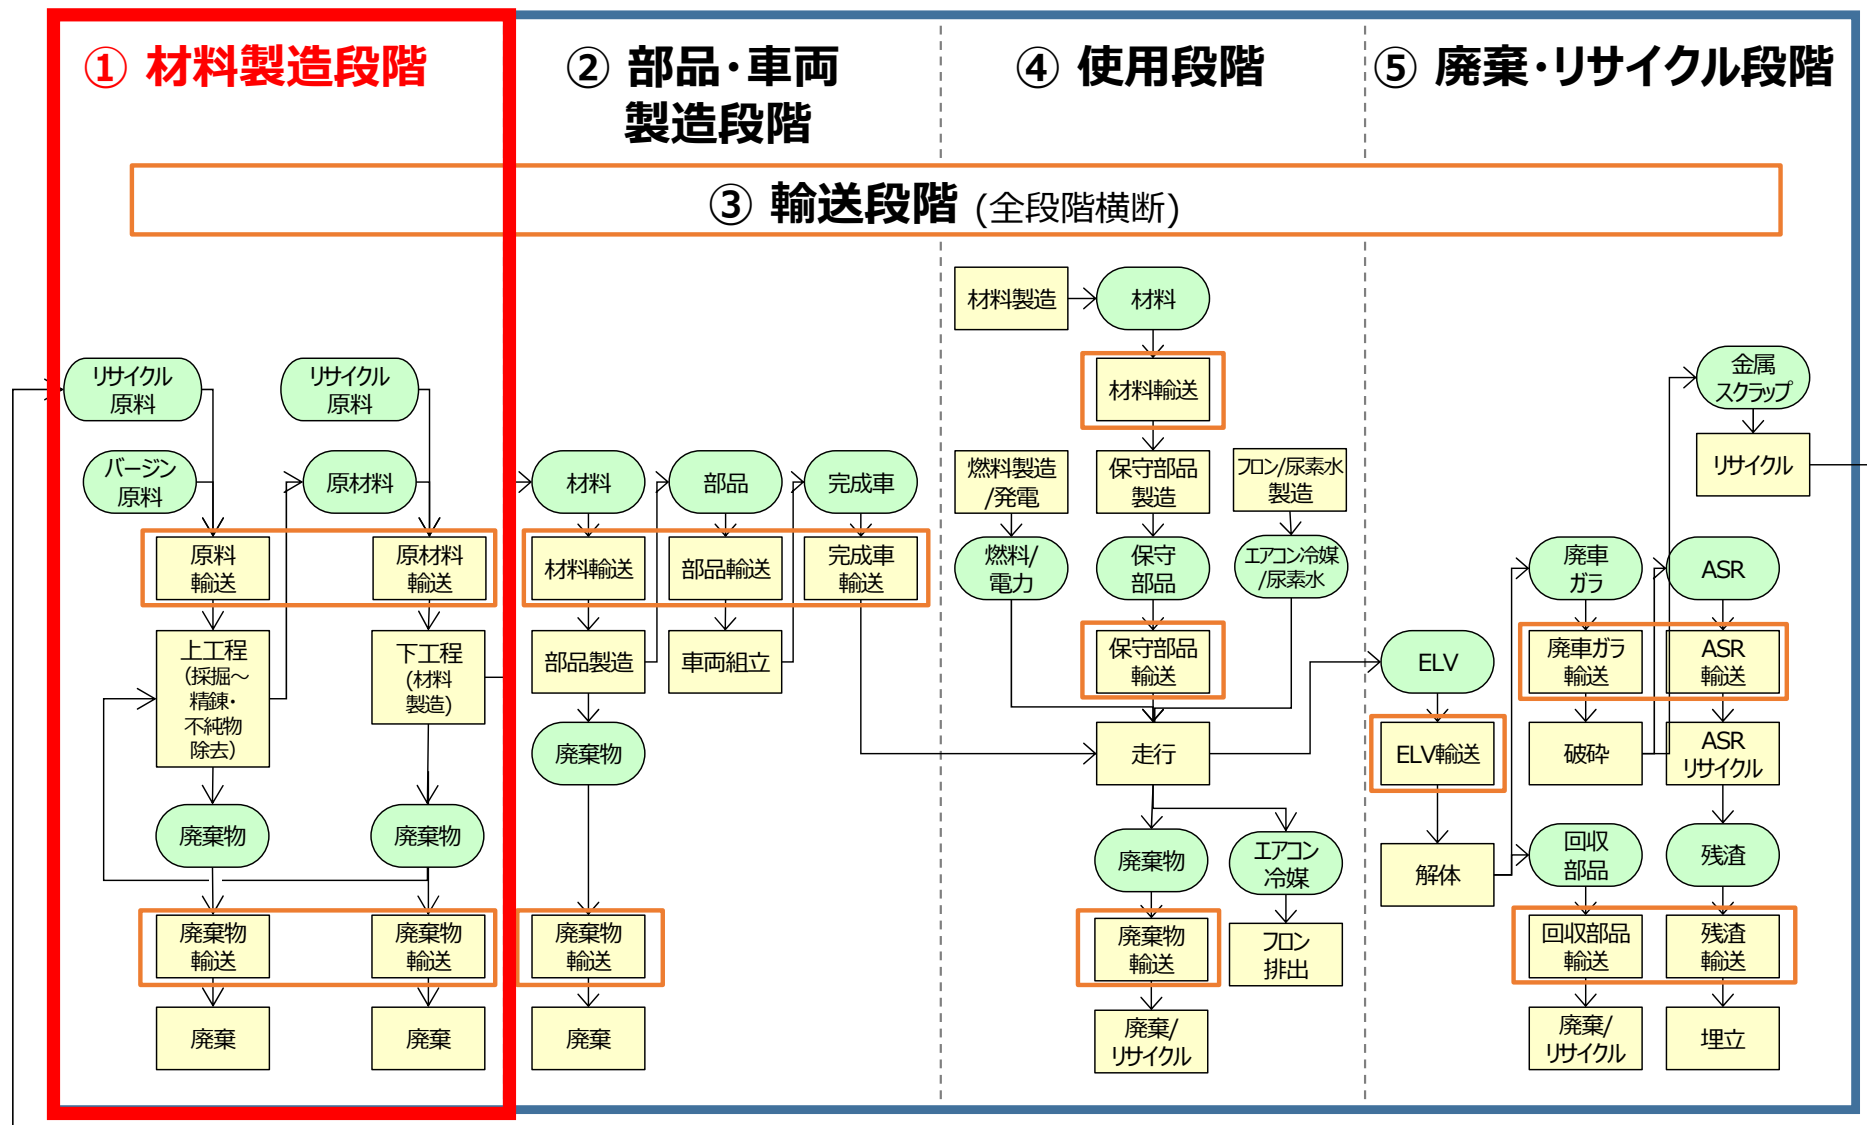 ① 材料製造段階
② 部品・車両
製造段階
④ 使用段階
⑤ 廃棄・リサイクル段階
③ 輸送段階 (全段階横断)
リサイクル
原料
リサイクル
原料
バージン
原料
原材料
原料
輸送
原材料
輸送
上工程
(採掘～
精錬・
不純物
除去)
下工程
(材料
製造)
廃棄物
廃棄物
廃棄物
輸送
廃棄物
輸送
廃棄
廃棄
材料
部品
完成車
材料輸送
部品輸送
完成車
輸送
部品製造
車両組立
廃棄物
廃棄物
輸送
廃棄
材料製造
材料
材料輸送
燃料製造
/発電
保守部品
製造
フロン/尿素水
製造
燃料/
電力
保守
部品
エアコン冷媒
/尿素水
保守部品
輸送
走行
廃棄物
エアコン
冷媒
廃棄物
輸送
フロン
排出
廃棄/
リサイクル
金属
スクラップ
リサイクル
廃車
ガラ
ASR
ELV
廃車ガラ
輸送
ASR
輸送
ELV輸送
破砕
ASR
リサイクル
解体
回収
部品
残渣
回収部品
輸送
残渣
輸送
廃棄/
リサイクル
埋立